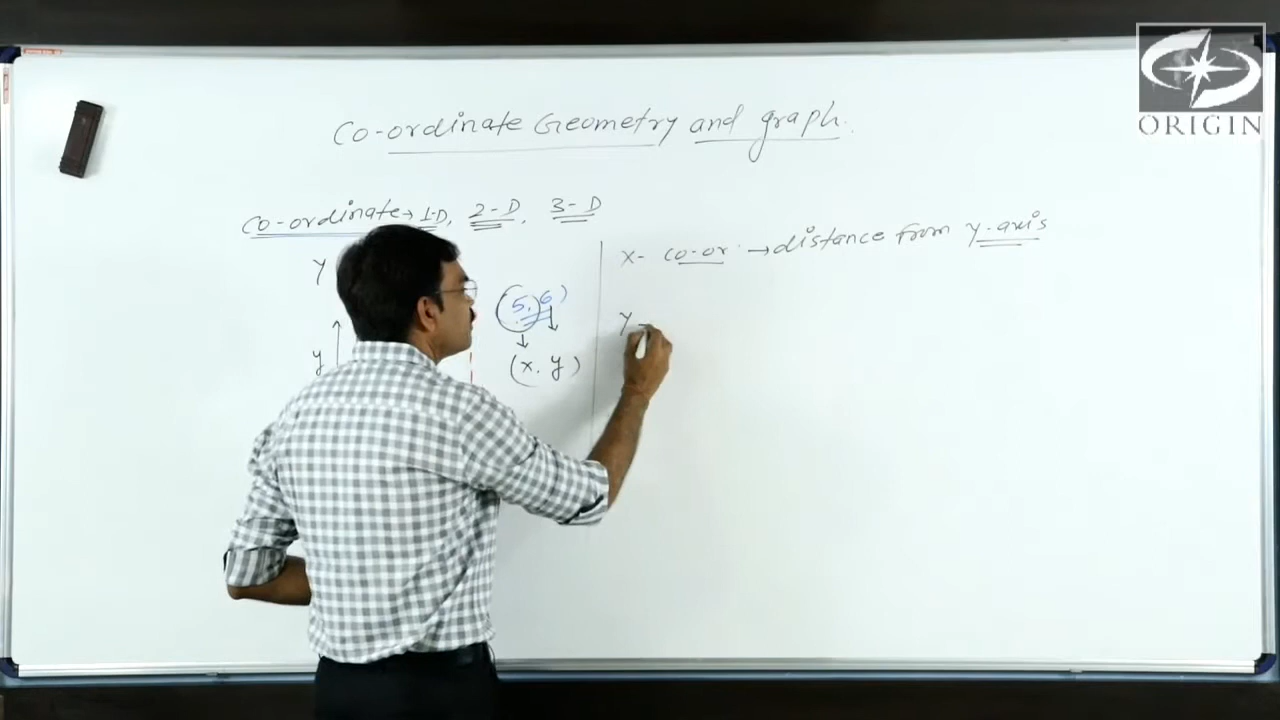 ORIGIN
Co-ordinate Geometry and graph.
Co-ordinate → 1-D, 2-D, 3-D
x- co-or. → distance from y-axis
Y
(5, 6)
y -
y
(x, y)